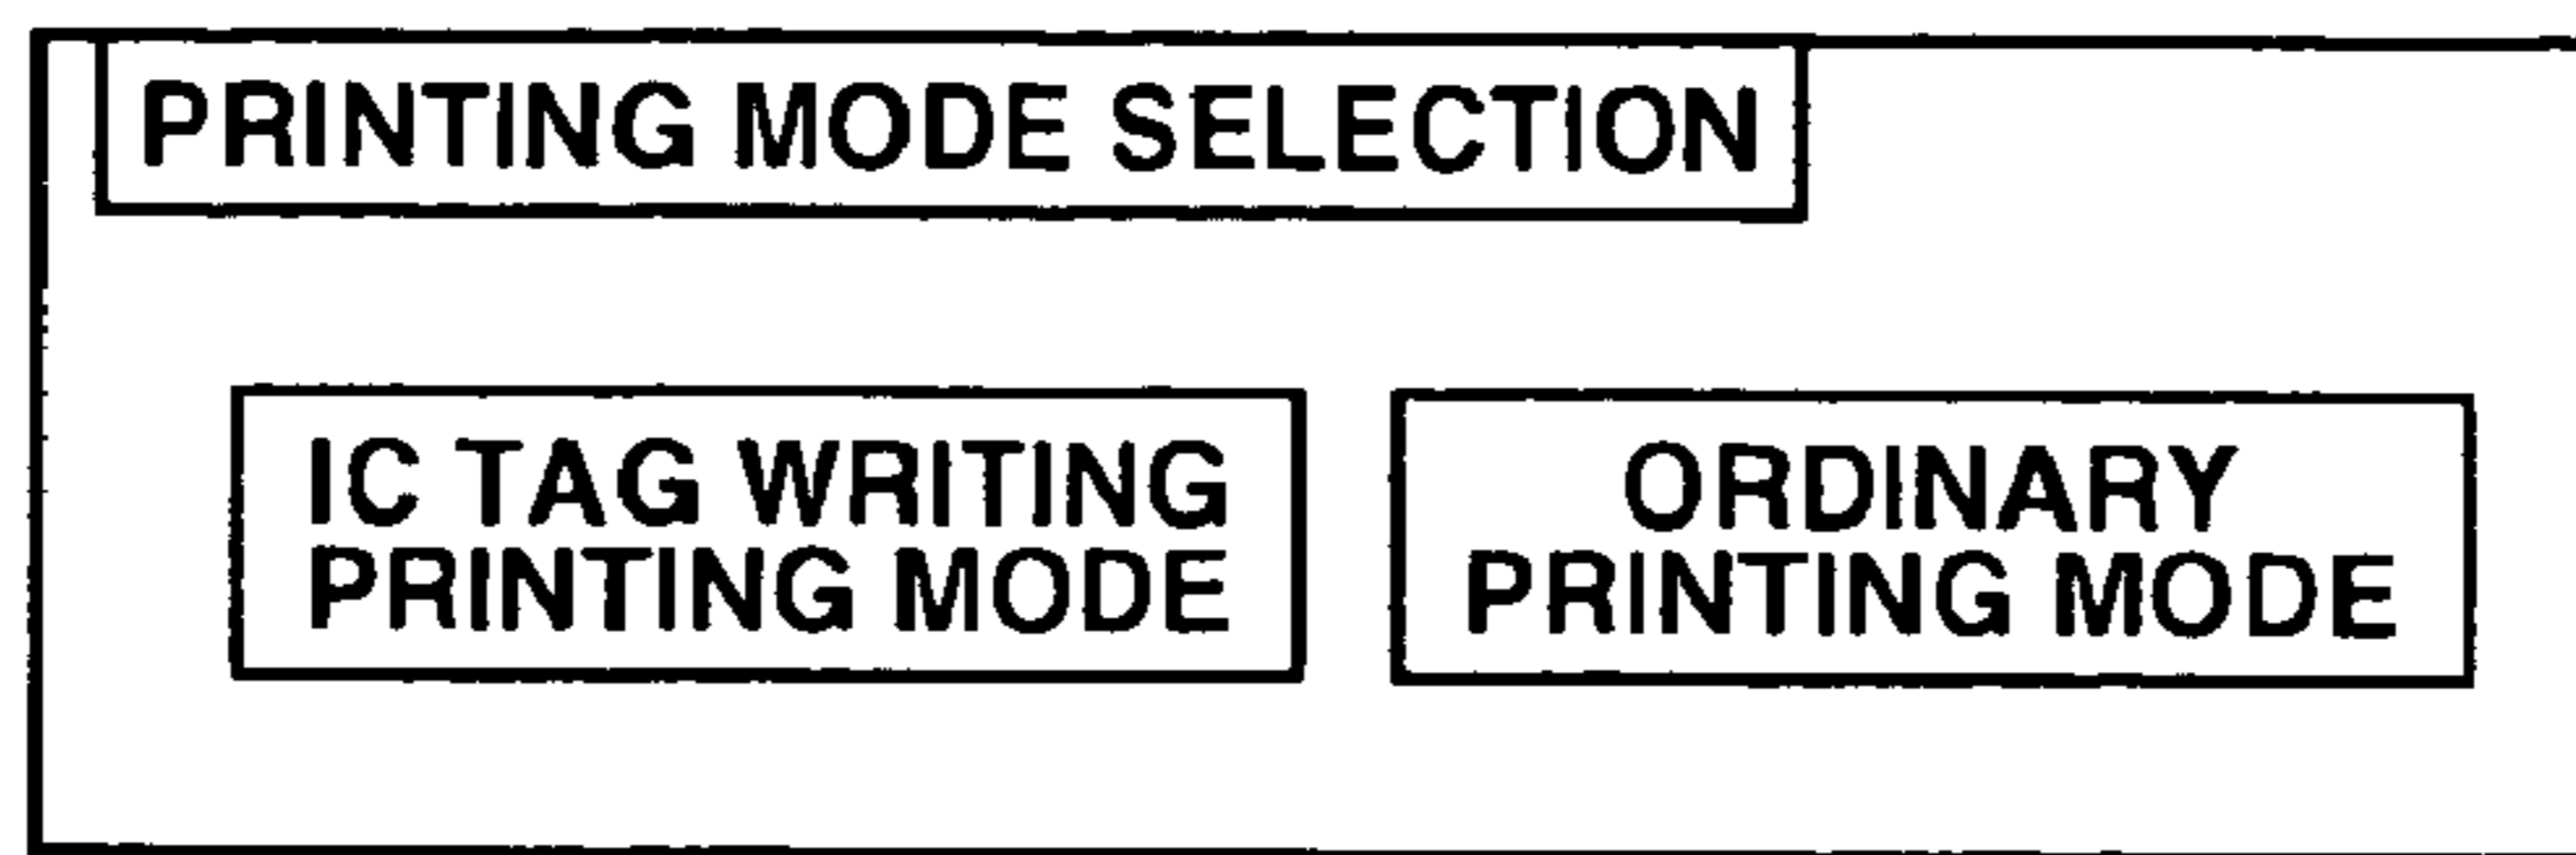 PRINTING MODE SELECTION
IC TAG WRITING
PRINTING MODE
ORDINARY
PRINTING MODE